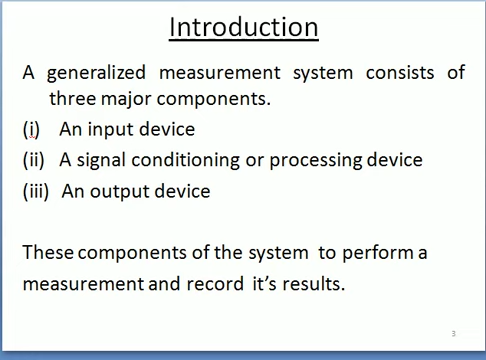 Introduction
A generalized measurement system consists of
three major components.
(i) An input device
(ii) A signal conditioning or processing device
(iii) An output device
These components of the system to perform a
measurement and record it's results.
3